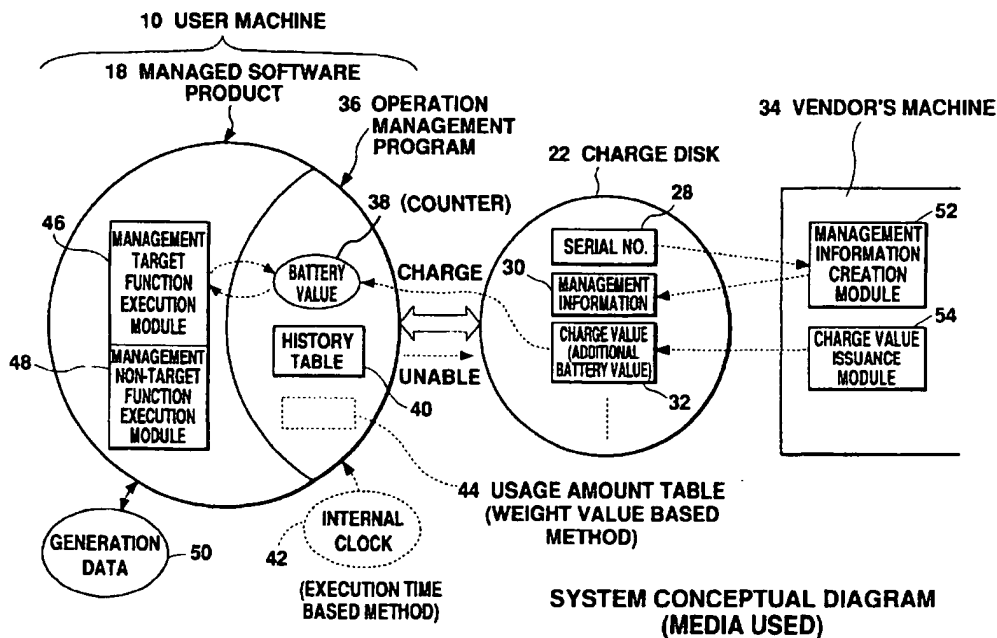 10 USER MACHINE
18 MANAGED SOFTWARE
PRODUCT
36 OPERATION
MANAGEMENT
PROGRAM
34 VENDOR'S MACHINE
22 CHARGE DISK
38 (COUNTER)
46
MANAGEMENT
TARGET
FUNCTION
EXECUTION
MODULE
48
MANAGEMENT
NON-TARGET
FUNCTION
EXECUTION
MODULE
BATTERY
VALUE
HISTORY
TABLE
40
CHARGE
UNABLE
28
SERIAL NO.
30
MANAGEMENT
INFORMATION
CHARGE VALUE
(ADDITIONAL
BATTERY VALUE)
32
52
MANAGEMENT
INFORMATION
CREATION
MODULE
54
CHARGE VALUE
ISSUANCE
MODULE
44 USAGE AMOUNT TABLE
(WEIGHT VALUE BASED
METHOD)
GENERATION
DATA
50
42
INTERNAL
CLOCK
(EXECUTION TIME
BASED METHOD)
SYSTEM CONCEPTUAL DIAGRAM
(MEDIA USED)